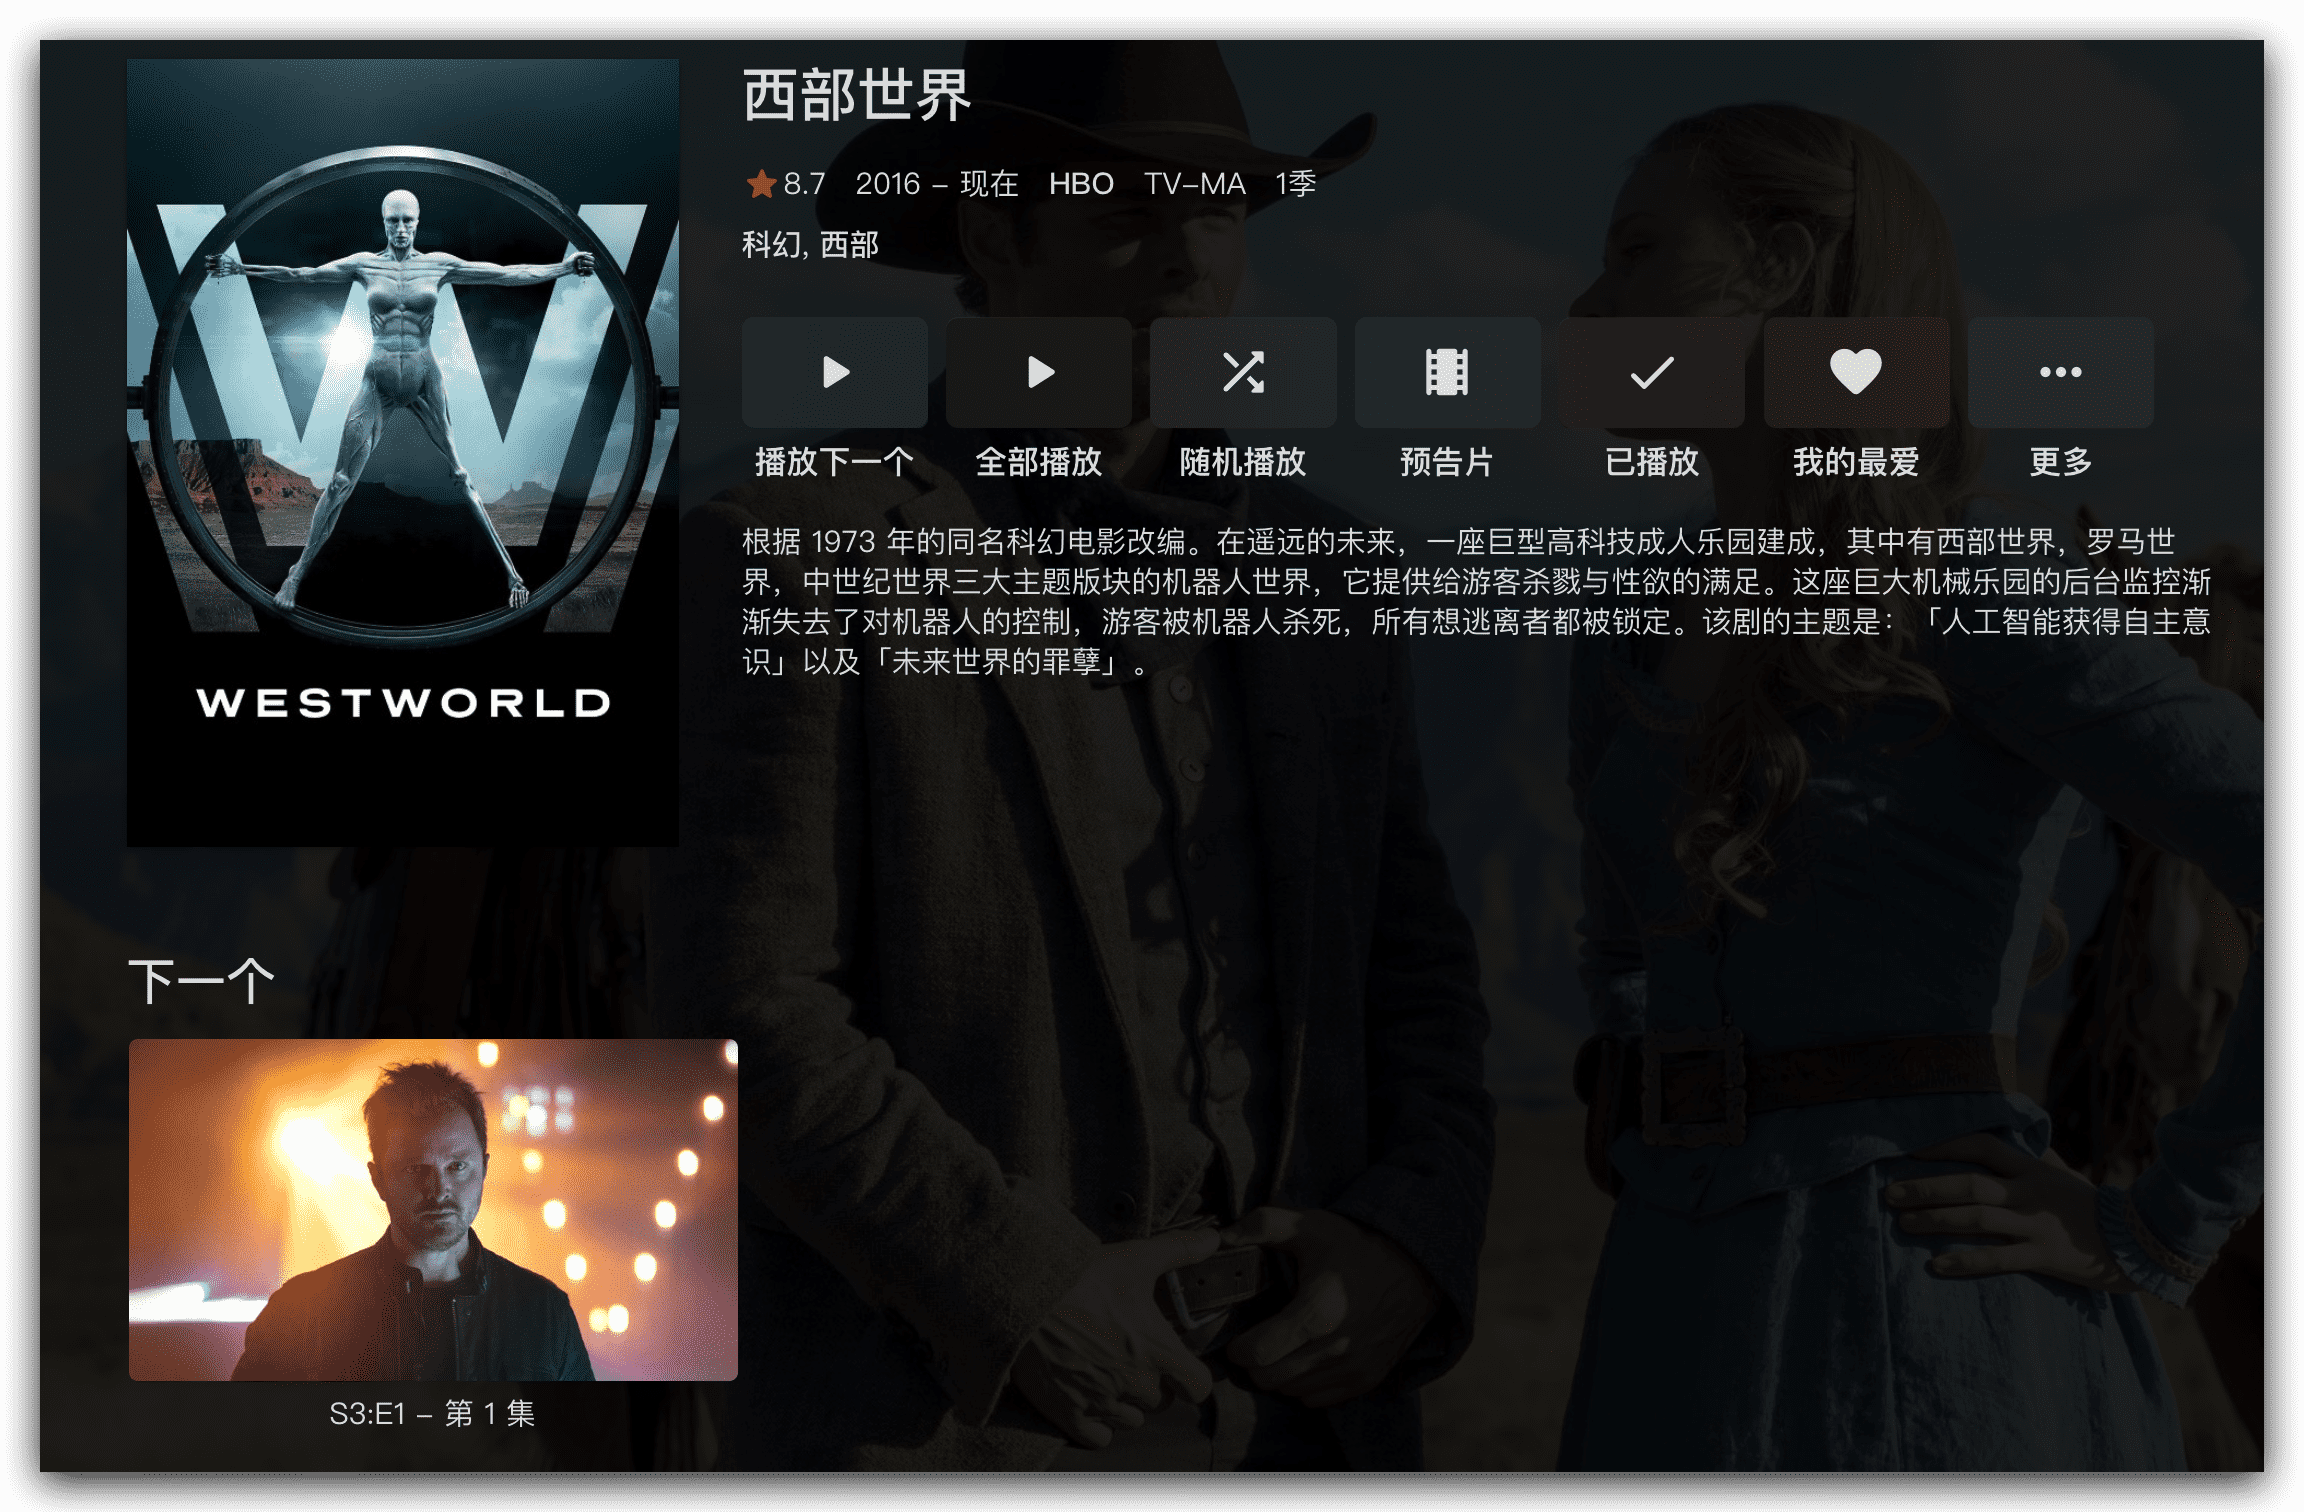 西部世界
8.7 2016 – 现在 HBO TV-MA 1季
科幻, 西部
播放下一个 全部播放 随机播放 预告片 已播放 我的最爱 更多
根据 1973 年的同名科幻电影改编。在遥远的未来，一座巨型高科技成人乐园建成，其中有西部世界，罗马世
界，中世纪世界三大主题版块的机器人世界，它提供给游客杀戮与性欲的满足。这座巨大机械乐园的后台监控渐
渐失去了对机器人的控制，游客被机器人杀死，所有想逃离者都被锁定。该剧的主题是：「人工智能获得自主意
识」以及「未来世界的罪孽」。
WESTWORLD
下一个
S3:E1 – 第 1 集